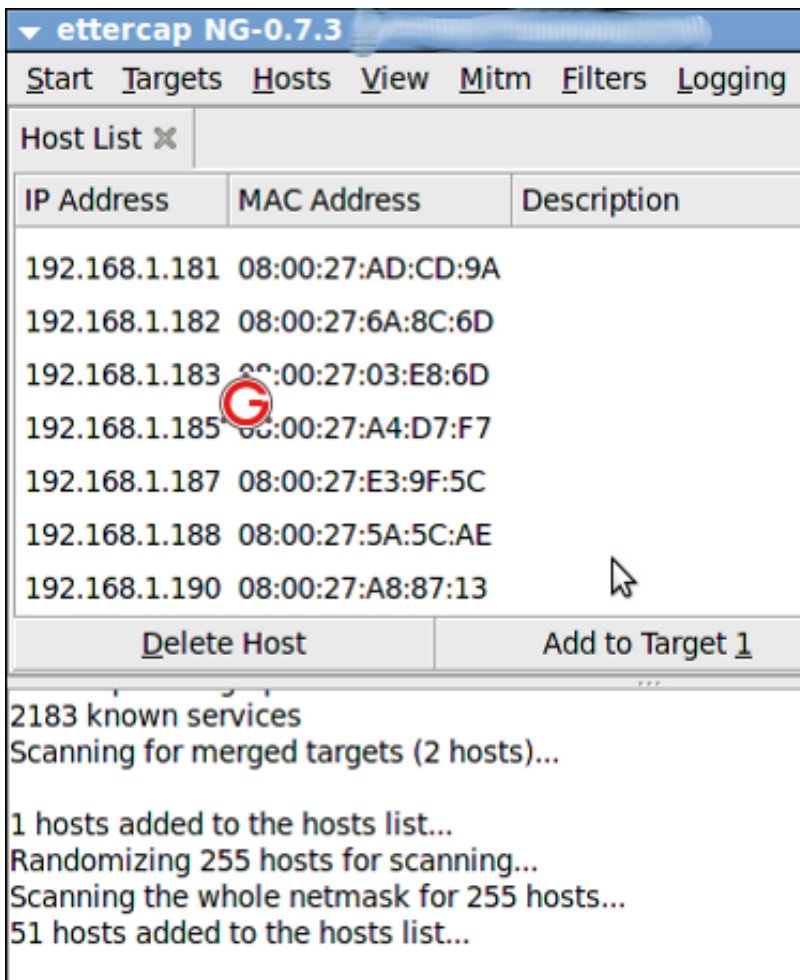 ettercap NG-0.7.3
Start Targets Hosts View Mitm Filters Logging
Host List
IP Address MAC Address Description
192.168.1.181 08:00:27:AD:CD:9A
192.168.1.182 08:00:27:6A:8C:6D
192.168.1.183 :00:27:03:E8:6D
192.168.1.185 :00:27:A4:D7:F7
192.168.1.187 08:00:27:E3:9F:5C
192.168.1.188 08:00:27:5A:5C:AE
192.168.1.190 08:00:27:A8:87:13
Delete Host Add to Target 1
2183 known services
Scanning for merged targets (2 hosts)...
1 hosts added to the hosts list...
Randomizing 255 hosts for scanning...
Scanning the whole netmask for 255 hosts...
51 hosts added to the hosts list...